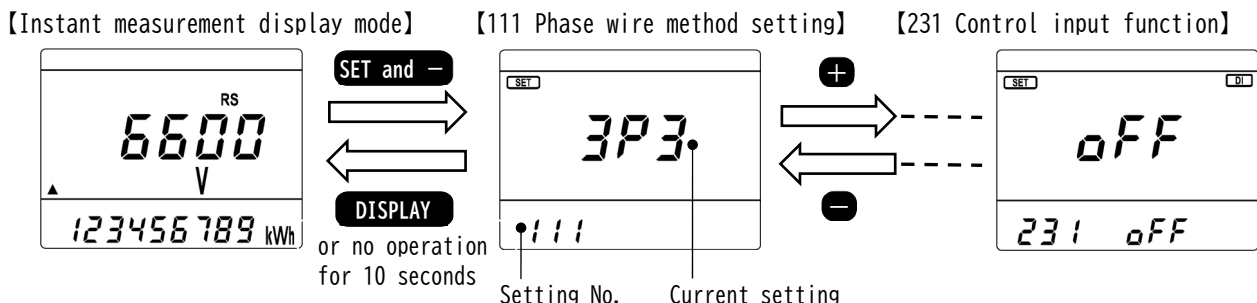 【Instant measurement display mode】 【111 Phase wire method setting】 【231 Control input function】
SET and −
RS
6600
V
123456789 kWh
DISPLAY
or no operation
for 10 seconds
SET
3P3
111
Setting No. Current setting
+
−
SET DI
oFF
231 oFF